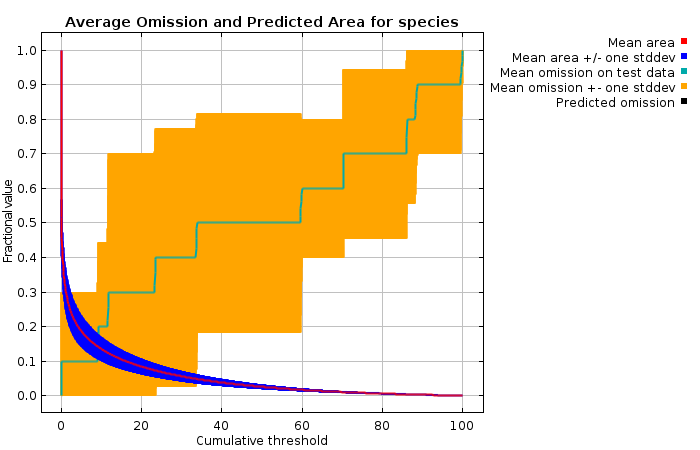 Average Omission and Predicted Area for species
Mean area
Mean area +/- one stddev
Mean omission on test data
Mean omission +- one stddev
Predicted omission
Fractional value
1.0
0.9
0.8
0.7
0.6
0.5
0.4
0.3
0.2
0.1
0.0
0 20 40 60 80 100
Cumulative threshold